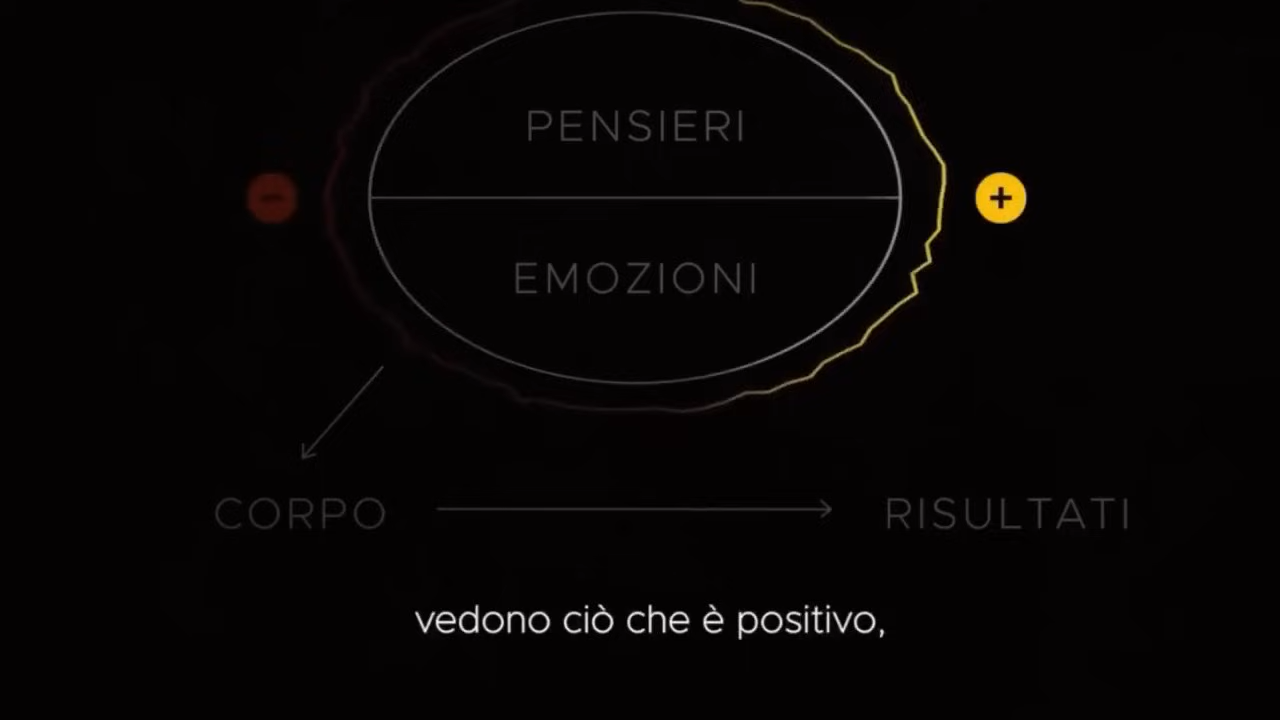 PENSIERI
- +
EMOZIONI
CORPO RISULTATI
vedono ciò che è positivo,